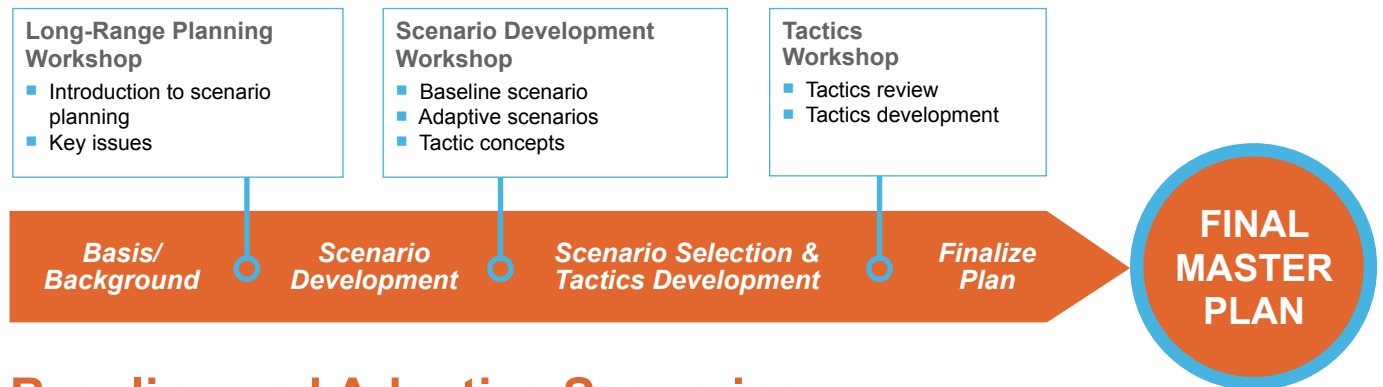 Long-Range Planning
Workshop
Introduction to scenario
planning
Key issues
Scenario Development
Workshop
Baseline scenario
Adaptive scenarios
Tactic concepts
Tactics
Workshop
Tactics review
Tactics development
Basis/
Background
Scenario
Development
Scenario Selection &
Tactics Development
Finalize
Plan
FINAL
MASTER
PLAN